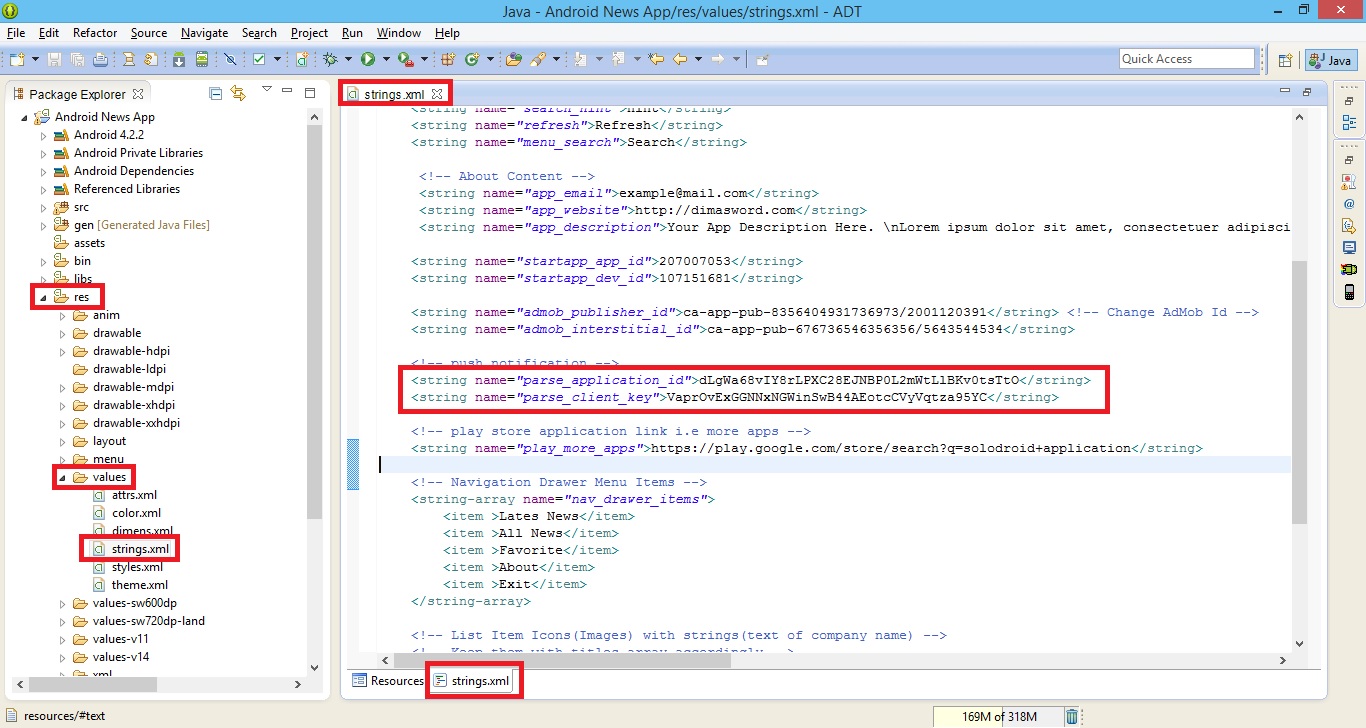 Java - Android News App/res/values/strings.xml - ADT
File Edit Refactor Source Navigate Search Project Run Window Help
Quick Access
Java
Package Explorer
Android News App
Android 4.2.2
Android Private Libraries
Android Dependencies
Referenced Libraries
src
gen [Generated Java Files]
assets
bin
libs
res
anim
drawable
drawable-hdpi
drawable-ldpi
drawable-mdpi
drawable-xhdpi
drawable-xxhdpi
layout
menu
values
attrs.xml
color.xml
dimens.xml
strings.xml
styles.xml
theme.xml
values-sw600dp
values-sw720dp-land
values-v11
values-v14
xml
strings.xml
<string name="search_hint">hint</string>
<string name="refresh">Refresh</string>
<string name="menu_search">Search</string>
<!-- About Content -->
<string name="app_email">example@mail.com</string>
<string name="app_website">http://dimasword.com</string>
<string name="app_description">Your App Description Here. \nLorem ipsum dolor sit amet, consectetuer adipisci
<string name="startapp_app_id">207007053</string>
<string name="startapp_dev_id">107151681</string>
<string name="admob_publisher_id">ca-app-pub-8356404931736973/2001120391</string> <!-- Change AdMob Id -->
<string name="admob_interstitial_id">ca-app-pub-676736546356356/5643544534</string>
<!-- push notification -->
<string name="parse_application_id">dLgWa68vIY8rLPXC28EJNBP0L2mWtLlBKv0tsTtO</string>
<string name="parse_client_key">VaprOvExGGNNxNGWinSwB44AEotcCVyVqtza95YC</string>
<!-- play store application link i.e more apps -->
<string name="play_more_apps">https://play.google.com/store/search?q=solodroid+application</string>
<!-- Navigation Drawer Menu Items -->
<string-array name="nav_drawer_items">
<item >Lates News</item>
<item >All News</item>
<item >Favorite</item>
<item >About</item>
<item >Exit</item>
</string-array>
<!-- List Item Icons(Images) with strings(text of company name) -->
<!-- Keep them with titles array accordingly -->
Resources strings.xml
resources/#text
169M of 318M